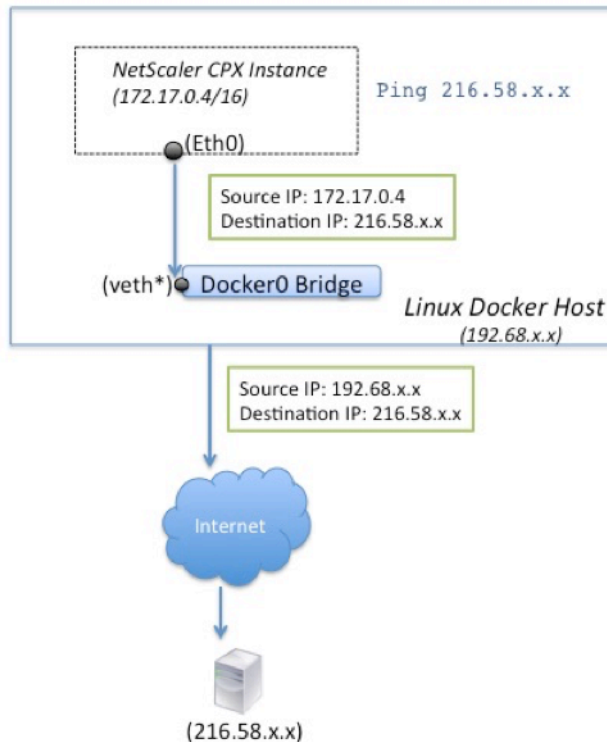 NetScaler CPX Instance
(172.17.0.4/16)
Ping 216.58.x.x
(Eth0)
Source IP: 172.17.0.4
Destination IP: 216.58.x.x
(veth*)
Docker0 Bridge
Linux Docker Host
(192.68.x.x)
Source IP: 192.68.x.x
Destination IP: 216.58.x.x
Internet
(216.58.x.x)